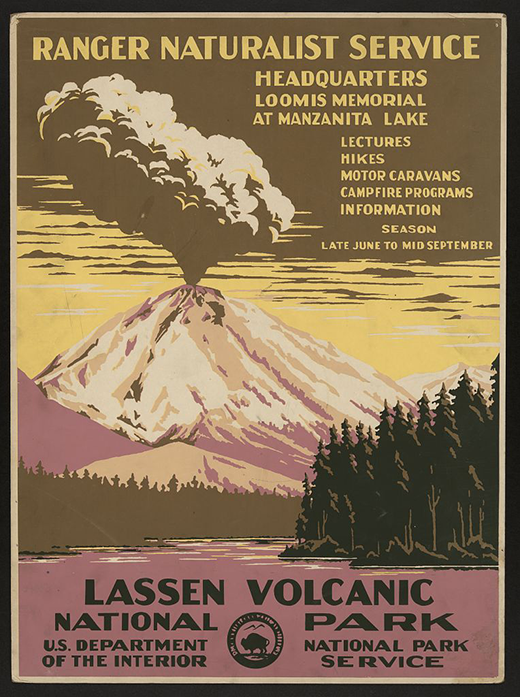 RANGER NATURALIST SERVICE
HEADQUARTERS
LOOMIS MEMORIAL
AT MANZANITA LAKE
LECTURES
HIKES
MOTOR CARAVANS
CAMPFIRE PROGRAMS
INFORMATION
SEASON
LATE JUNE TO MID SEPTEMBER
LASSEN VOLCANIC
NATIONAL PARK
U.S. DEPARTMENT
OF THE INTERIOR
NATIONAL PARK
SERVICE